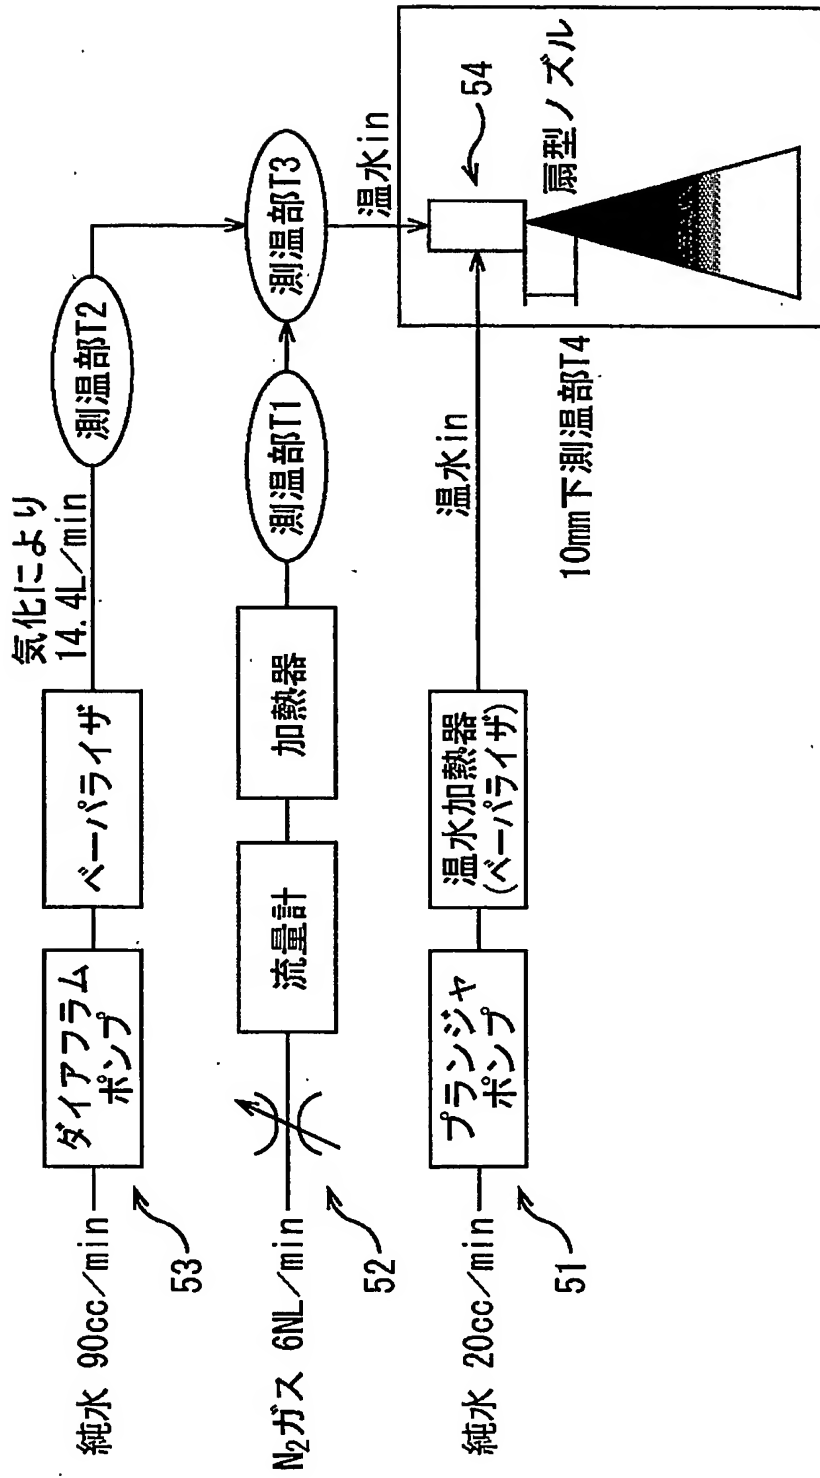 純水 90cc/min
53
ダイアフラム
ポンプ
ベーパライザ
気化により
14.4L/min
測温部T2
N₂ガス 6NL/min
52
流量計
加熱器
測温部T1
測温部T3
温水in
純水 20cc/min
51
プランジャ
ポンプ
温水加熱器
(ベーパライザ)
温水in
54
扇型ノズル
10mm下測温部T4